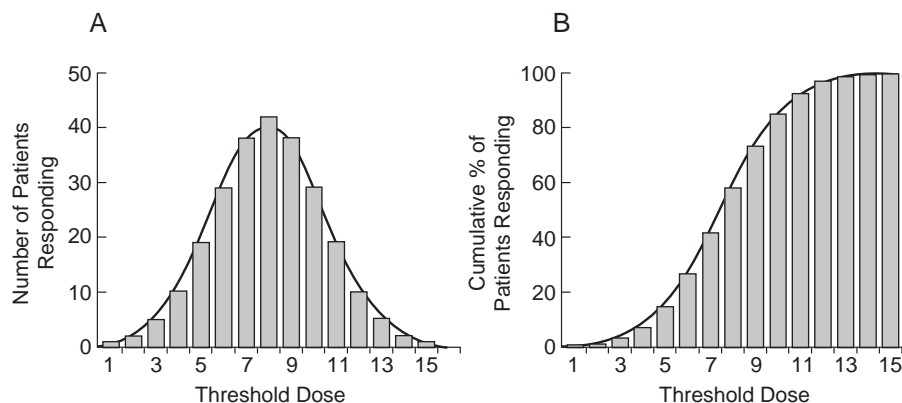 A
50
40
30
20
10
0
Number of Patients
Responding
1 3 5 7 9 11 13 15
Threshold Dose
B
100
80
60
40
20
0
Cumulative % of
Patients Responding
1 3 5 7 9 11 13 15
Threshold Dose